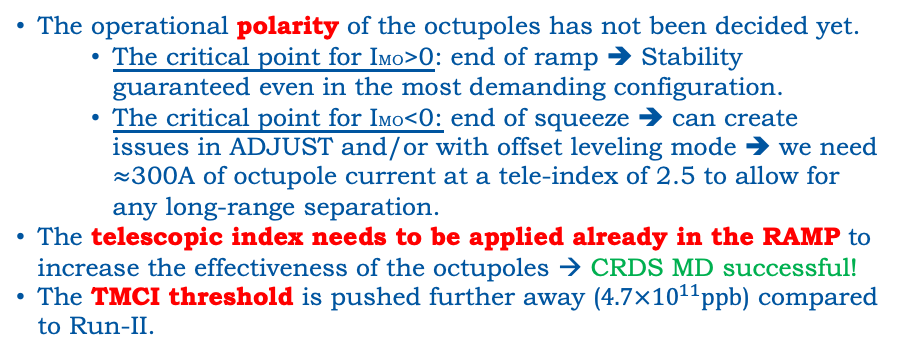 • The operational polarity of the octupoles has not been decided yet.
• The critical point for IMO>0: end of ramp ➔ Stability
guaranteed even in the most demanding configuration.
• The critical point for IMO<0: end of squeeze ➔ can create
issues in ADJUST and/or with offset leveling mode ➔ we need
≈300A of octupole current at a tele-index of 2.5 to allow for
any long-range separation.
• The telescopic index needs to be applied already in the RAMP to
increase the effectiveness of the octupoles → CRDS MD successful!
• The TMCI threshold is pushed further away (4.7×10¹¹ppb) compared
to Run-II.